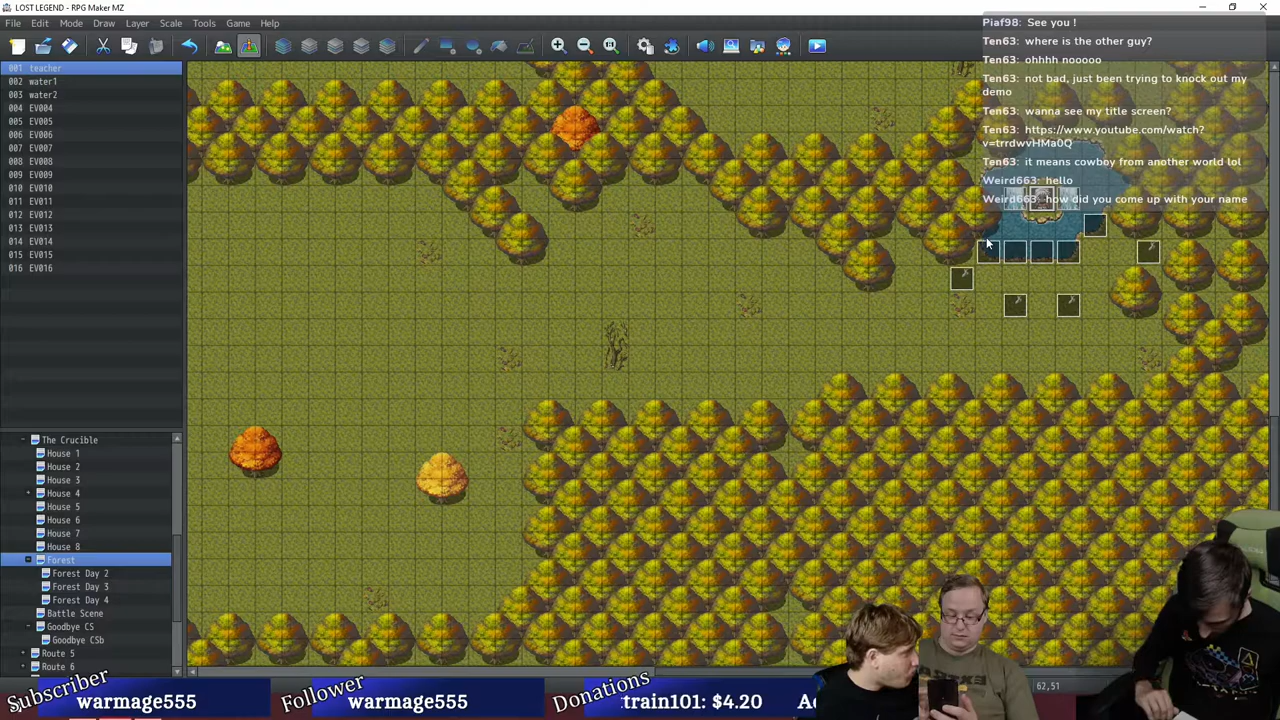 LOST LEGEND - RPG Maker MZ
File Edit Mode Draw Layer Scale Tools Game Help
Piaf98: See you !
Ten63: where is the other guy?
Ten63: ohhhh nooooo
Ten63: not bad, just been trying to knock out my
demo
Ten63: wanna see my title screen?
Ten63: https://www.youtube.com/watch?
v=trrdwvHMa0Q
Ten63: it means cowboy from another world lol
Weird663: hello
Weird663: how did you come up with your name
001 teacher
002 water1
003 water2
004 EV004
005 EV005
006 EV006
007 EV007
008 EV008
009 EV009
010 EV010
011 EV011
012 EV012
013 EV013
014 EV014
015 EV015
016 EV016
The Crucible
House 1
House 2
House 3
House 4
House 5
House 6
House 7
House 8
Forest
Forest Day 2
Forest Day 3
Forest Day 4
Battle Scene
Goodbye CS
Goodbye CSb
Route 5
Route 6
62,51
Subscriber
warmage555
Follower
warmage555
Donations
:train101: $4.20